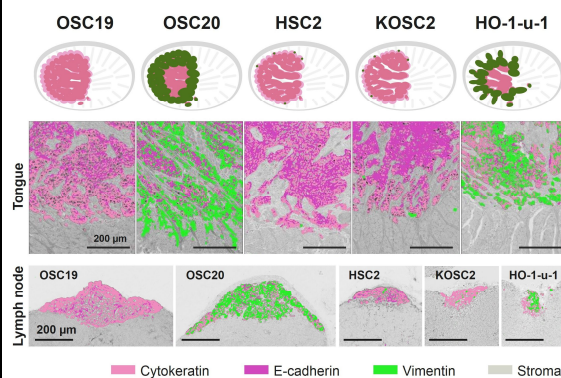 OSC19 OSC20 HSC2 KOSC2 HO-1-u-1
Tongue
200 µm
Lymph node
OSC19 OSC20 HSC2 KOSC2 HO-1-u-1
200 µm
Cytokeratin E-cadherin Vimentin Stroma